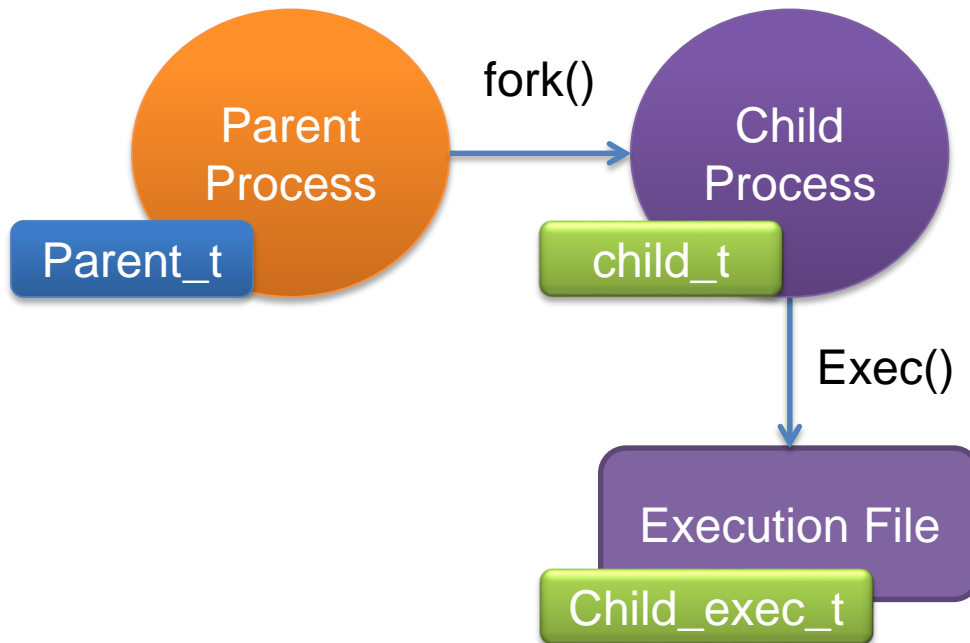 fork()
Parent
Process
Child
Process
Parent_t
child_t
Exec()
Execution File
Child_exec_t